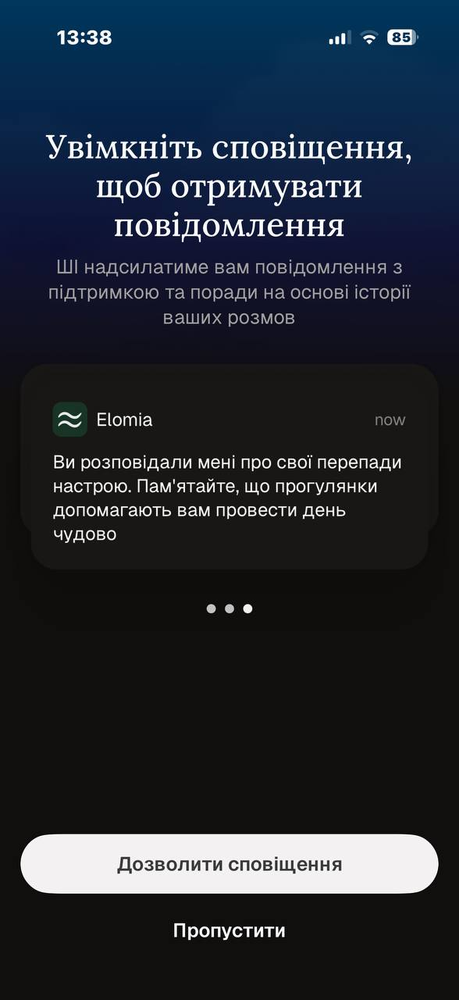 13:38
85
Увімкніть сповіщення,
щоб отримувати
повідомлення
ШІ надсилатиме вам повідомлення з
підтримкою та поради на основі історії
ваших розмов
Elomia
now
Ви розповідали мені про свої перепади
настрою. Пам'ятайте, що прогулянки
допомагають вам провести день
чудово
Дозволити сповіщення
Пропустити